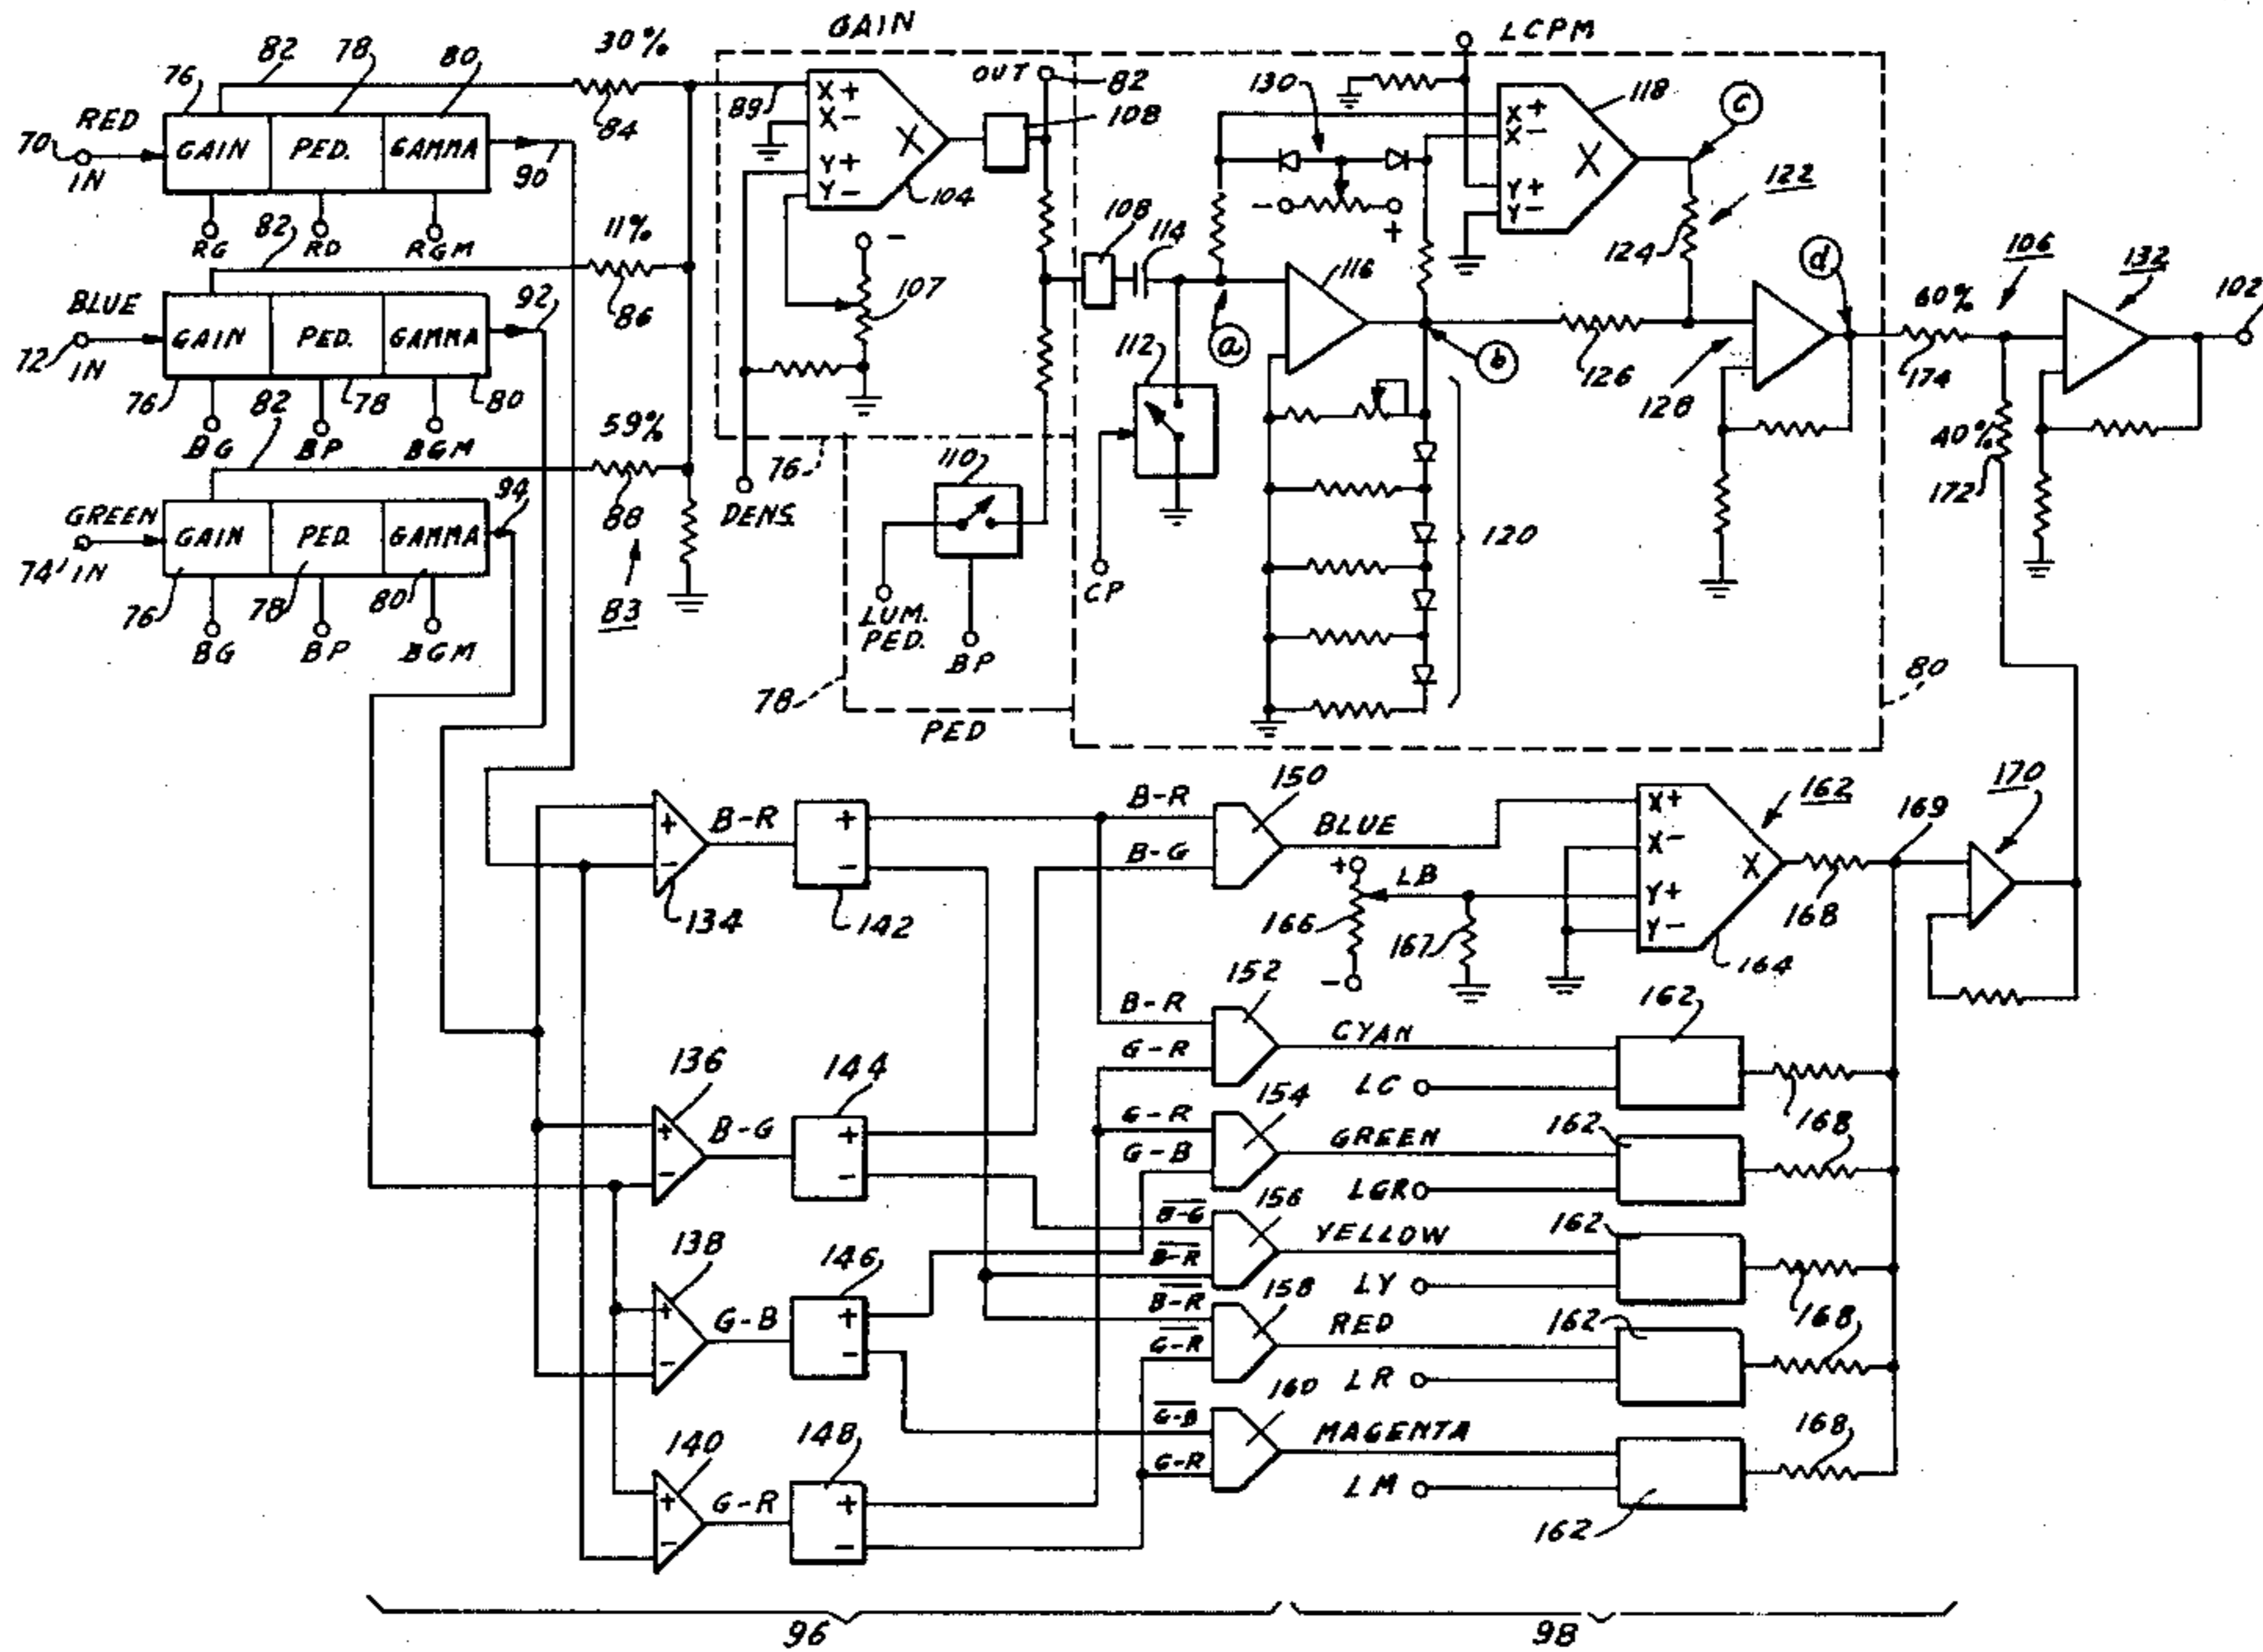 GAIN
LCPM
82
78
80
30%
76
OUT
82
130
118
c
RED
70
IN
GAIN
PED.
GAMMA
84
89
X+
X-
Y+
Y-
X
104
108
X+
X-
Y+
Y-
X
90
RG
RD
RGM
82
11%
-
107
108
114
-
+
124
122
BLUE
72
IN
GAIN
PED.
GAMMA
92
86
116
a
b
d
126
128
60%
174
106
132
102
112
76
82
78
80
BG
BP
BGM
59%
76
110
40%
172
GREEN
74
IN
GAIN
PED.
GAMMA
94
88
DENS.
120
CP
76
78
80
83
LUM.
PED.
BP
BG
BP
BGM
78
PED
80
+
-
134
B-R
+
-
142
B-R
B-G
150
BLUE
+
LB
166
-
167
X+
X-
Y+
Y-
X
162
164
168
169
170
152
B-R
G-R
CYAN
LC
162
168
136
+
-
B-G
144
+
-
154
G-R
G-B
GREEN
LGR
162
156
B-G
B-R
YELLOW
LY
162
168
138
+
-
G-B
146
+
-
158
B-R
G-R
RED
LR
162
168
160
G-B
G-R
MAGENTA
LM
162
168
140
+
-
G-R
148
+
-
96
98